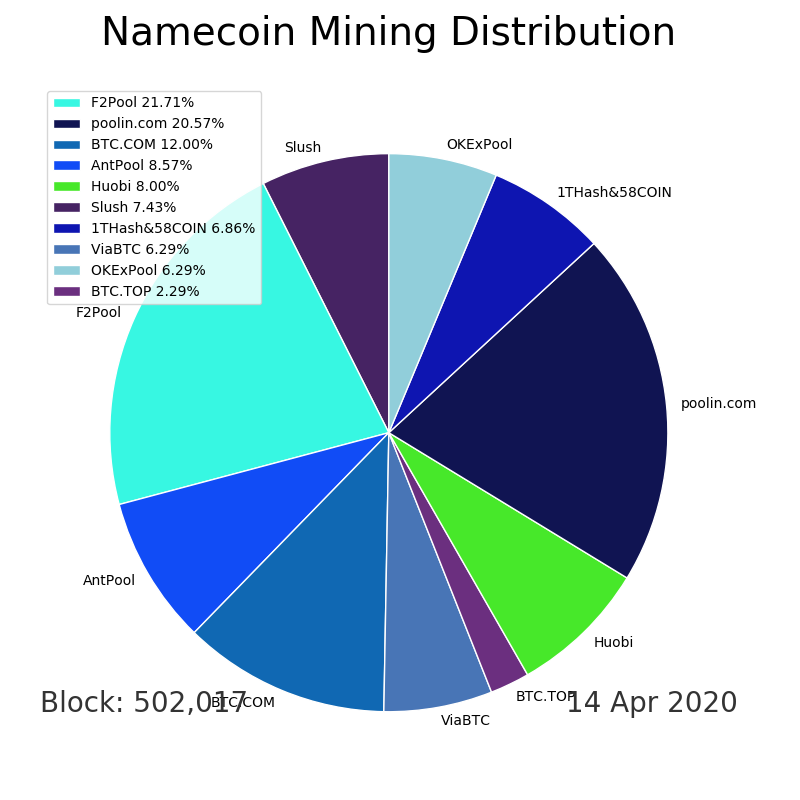 Namecoin Mining Distribution
F2Pool 21.71%
poolin.com 20.57%
BTC.COM 12.00%
AntPool 8.57%
Huobi 8.00%
Slush 7.43%
1THash&58COIN 6.86%
ViaBTC 6.29%
OKExPool 6.29%
BTC.TOP 2.29%
Slush
OKExPool
1THash&58COIN
F2Pool
poolin.com
AntPool
Huobi
BTC.COM
BTC.TOP
ViaBTC
Block: 502,017
14 Apr 2020